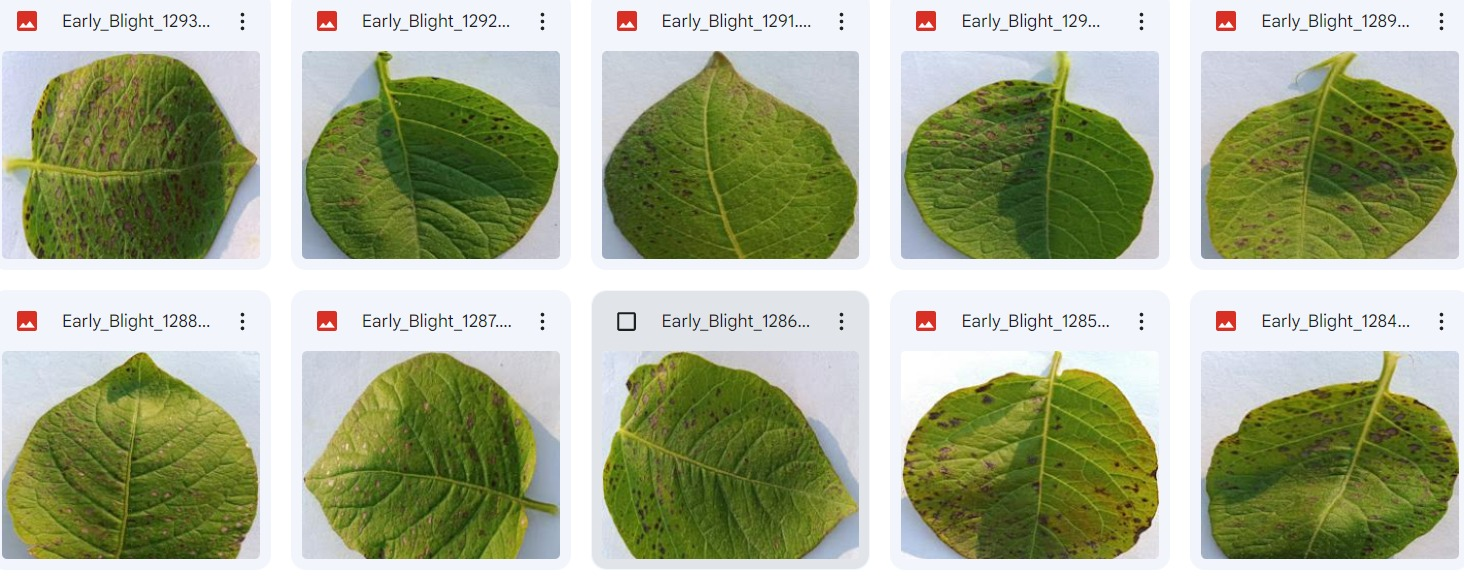 Early_Blight_1293...
Early_Blight_1292...
Early_Blight_1291....
Early_Blight_129...
Early_Blight_1289...
Early_Blight_1288...
Early_Blight_1287....
Early_Blight_1286...
Early_Blight_1285...
Early_Blight_1284...